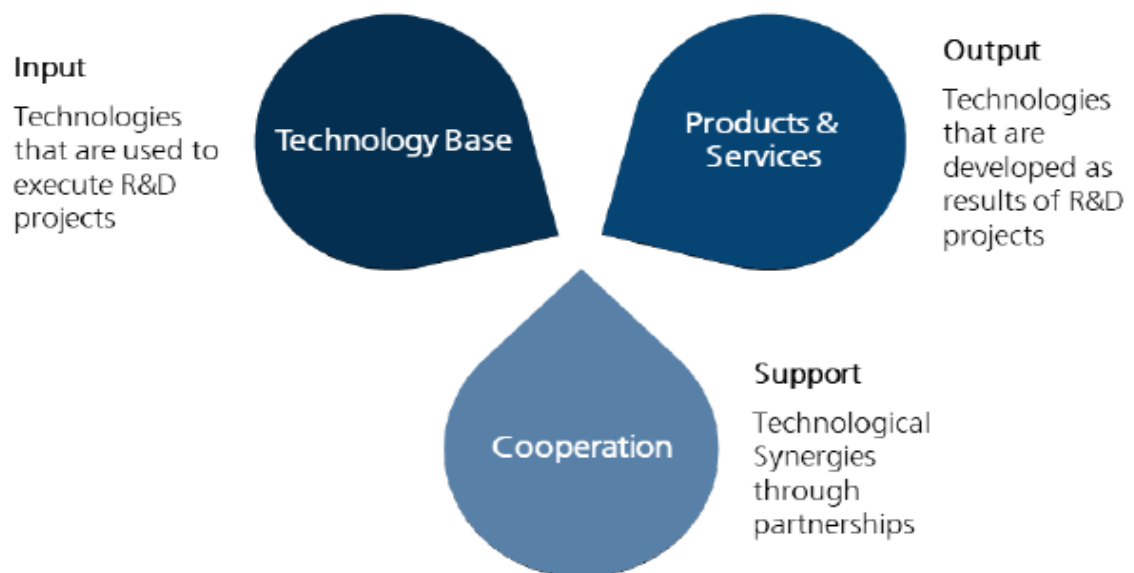 Input
Technologies
that are used to
execute R&D
projects
Technology Base
Products &
Services
Output
Technologies
that are
developed as
results of R&D
projects
Cooperation
Support
Technological
Synergies
through
partnerships